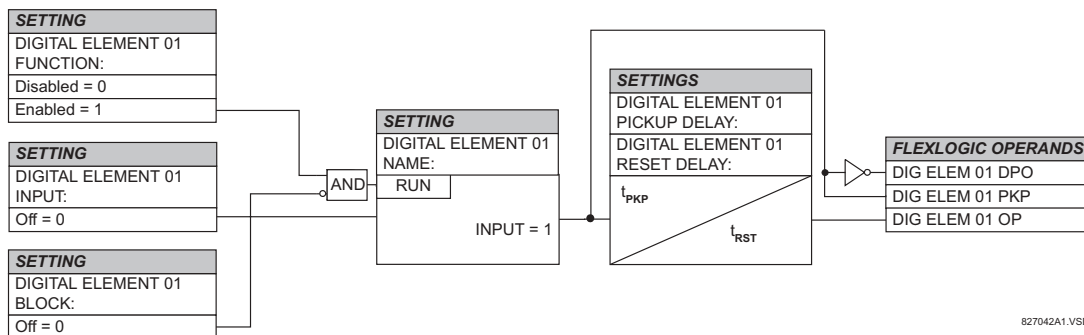 SETTING
DIGITAL ELEMENT 01
FUNCTION:
Disabled = 0
Enabled = 1
SETTING
DIGITAL ELEMENT 01
INPUT:
Off = 0
SETTING
DIGITAL ELEMENT 01
BLOCK:
Off = 0
AND
SETTING
DIGITAL ELEMENT 01
NAME:
RUN
INPUT = 1
SETTINGS
DIGITAL ELEMENT 01
PICKUP DELAY:
DIGITAL ELEMENT 01
RESET DELAY:
tPKP
tRST
FLEXLOGIC OPERANDS
DIG ELEM 01 DPO
DIG ELEM 01 PKP
DIG ELEM 01 OP
827042A1.VS